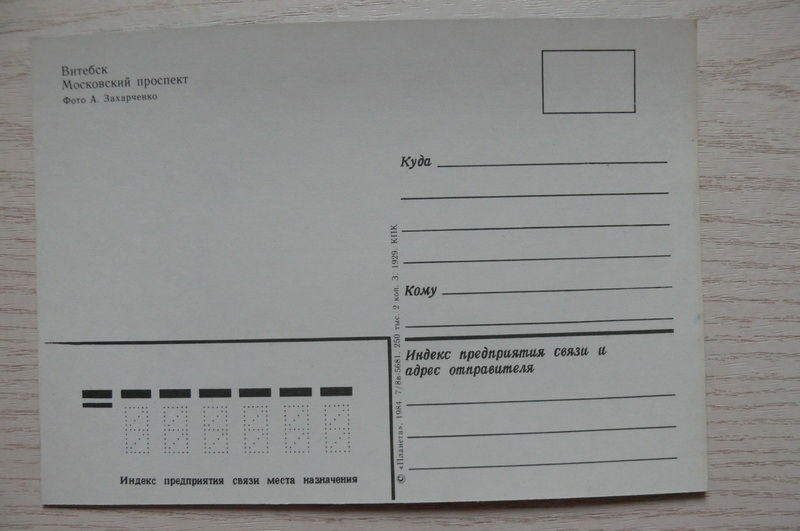 Витебск
Московский проспект
Фото А. Захарченко
Куда
Кому
Индекс предприятия связи и
адрес отправителя
Индекс предприятия связи места назначения
© «Планета», 1984 7/8в-5681. 250 тыс. 2 коп. З. 1929. КПК